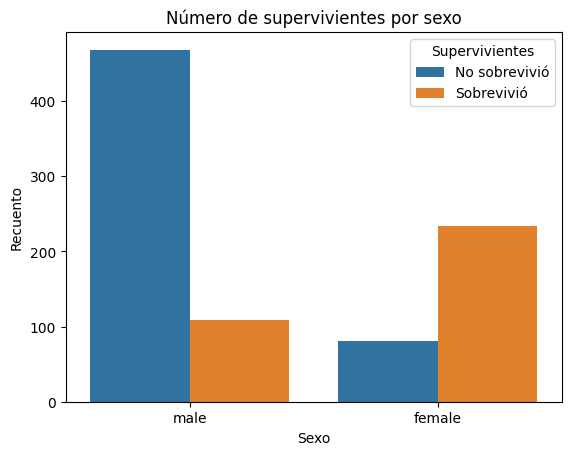 Número de supervivientes por sexo
Supervivientes
No sobrevivió
Sobrevivió
Recuento
400
300
200
100
0
male
female
Sexo